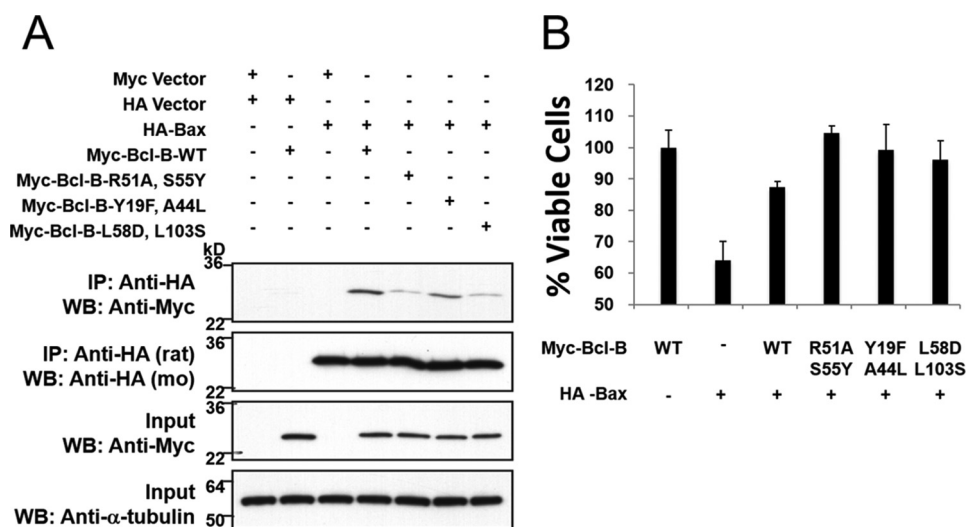 A
Myc Vector + - + - - - -
HA Vector + + - - - - -
HA-Bax - - + + + + +
Myc-Bcl-B-WT - + - + - - -
Myc-Bcl-B-R51A, S55Y - - - - + - -
Myc-Bcl-B-Y19F, A44L - - - - - + -
Myc-Bcl-B-L58D, L103S - - - - - - +
kD
36
IP: Anti-HA
WB: Anti-Myc
22
36
IP: Anti-HA (rat)
WB: Anti-HA (mo)
22
36
Input
WB: Anti-Myc
22
64
Input
WB: Anti-α-tubulin
50
B
% Viable Cells
120
110
100
90
80
70
60
50
Myc-Bcl-B WT - WT R51A Y19F L58D
S55Y A44L L103S
HA -Bax - + + + + +